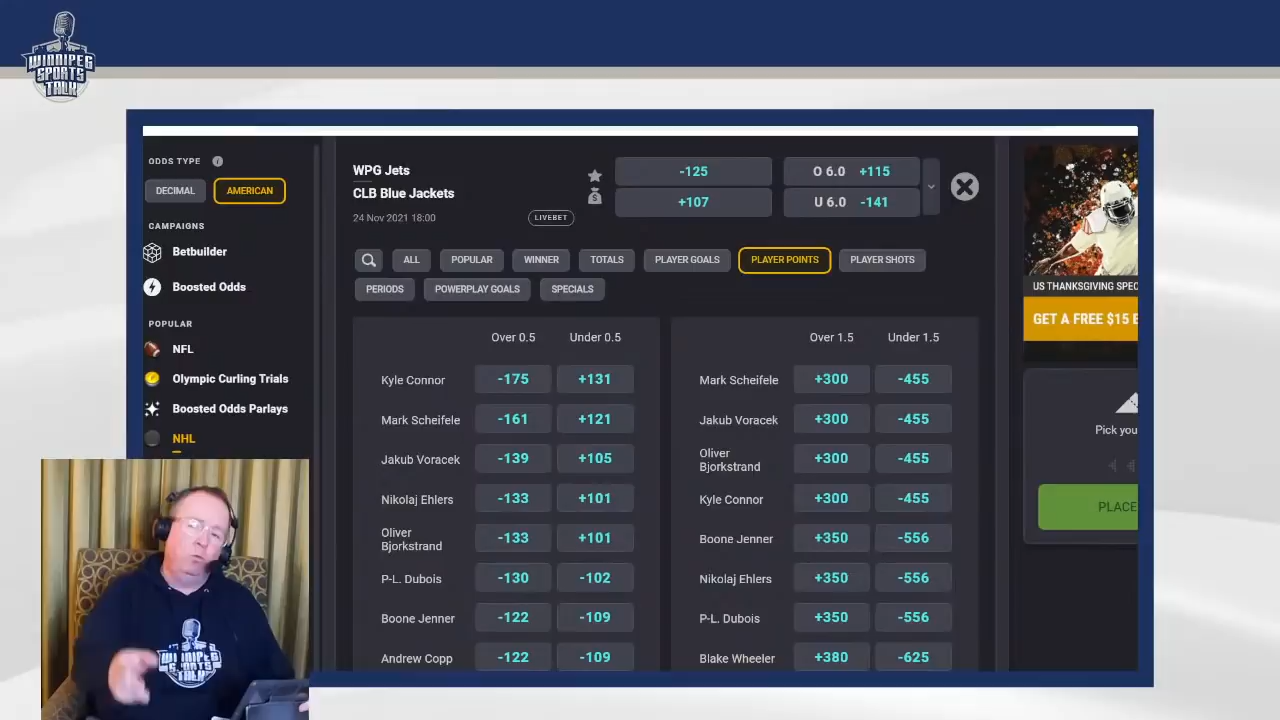 WINNIPEG
SPORTS
TALK
ODDS TYPE i
DECIMAL AMERICAN
CAMPAIGNS
Betbuilder
Boosted Odds
POPULAR
NFL
Olympic Curling Trials
Boosted Odds Parlays
NHL
WPG Jets
CLB Blue Jackets
24 Nov 2021 18:00
LIVEBET
-125 O 6.0 +115
+107 U 6.0 -141
ALL POPULAR WINNER TOTALS PLAYER GOALS PLAYER POINTS PLAYER SHOTS
PERIODS POWERPLAY GOALS SPECIALS
Over 0.5 Under 0.5
Kyle Connor -175 +131
Mark Scheifele -161 +121
Jakub Voracek -139 +105
Nikolaj Ehlers -133 +101
Oliver
Bjorkstrand -133 +101
P-L. Dubois -130 -102
Boone Jenner -122 -109
Andrew Copp -122 -109
Over 1.5 Under 1.5
Mark Scheifele +300 -455
Jakub Voracek +300 -455
Oliver
Bjorkstrand +300 -455
Kyle Connor +300 -455
Boone Jenner +350 -556
Nikolaj Ehlers +350 -556
P-L. Dubois +350 -556
Blake Wheeler +380 -625
US THANKSGIVING SPEC
GET A FREE $15 B
Pick you
PLACE
WINNIPEG
SPORTS
TALK